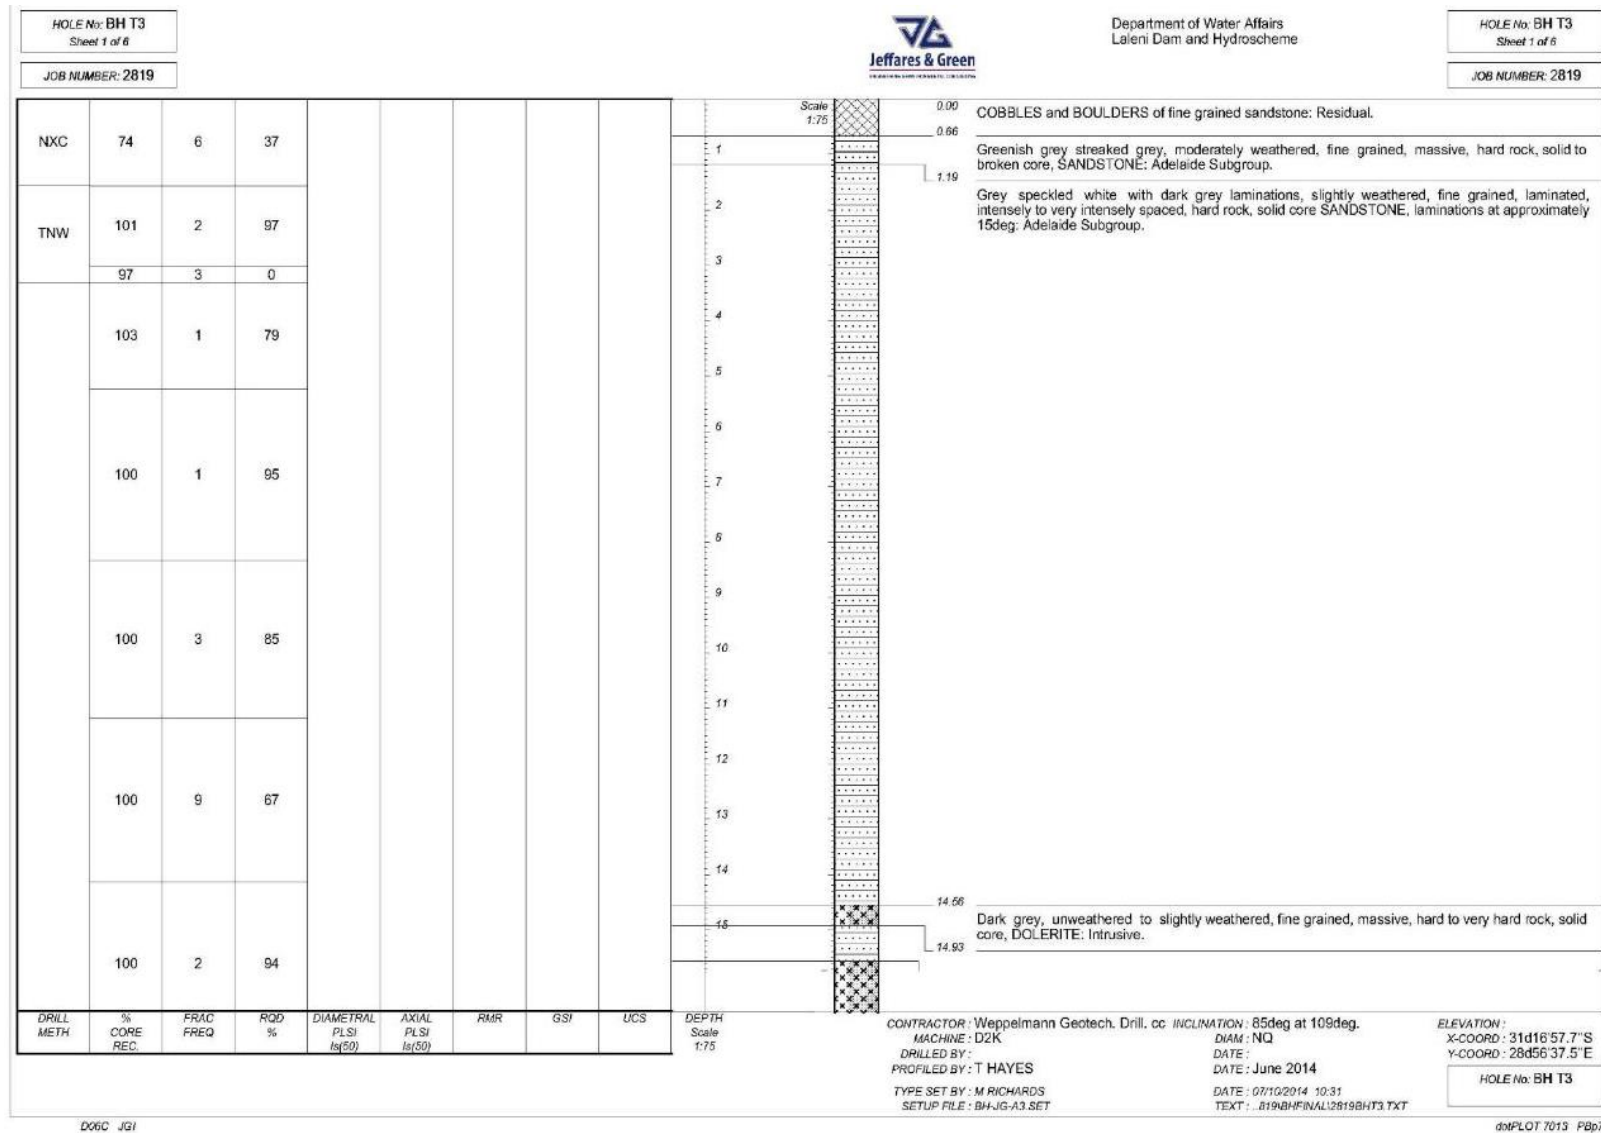 HOLE No: BH T3
Sheet 1 of 6
JOB NUMBER: 2819
Jeffares & Green
Department of Water Affairs
Laleni Dam and Hydroscheme
HOLE No: BH T3
Sheet 1 of 6
JOB NUMBER: 2819
NXC 74 6 37
TNW 101 2 97
97 3 0
103 1 79
100 1 95
100 3 85
100 9 67
100 2 94
Scale
1:75
1
2
3
4
5
6
7
8
9
10
11
12
13
14
15
0.00
COBBLES and BOULDERS of fine grained sandstone: Residual.
0.66
Greenish grey streaked grey, moderately weathered, fine grained, massive, hard rock, solid to
broken core, SANDSTONE: Adelaide Subgroup.
1.19
Grey speckled white with dark grey laminations, slightly weathered, fine grained, laminated,
intensely to very intensely spaced, hard rock, solid core SANDSTONE, laminations at approximately
15deg: Adelaide Subgroup.
14.56
Dark grey, unweathered to slightly weathered, fine grained, massive, hard to very hard rock, solid
core, DOLERITE: Intrusive.
14.93
DRILL
METH
%
CORE
REC.
FRAC
FREQ
RQD
%
DIAMETRAL
PLSI
Is(50)
AXIAL
PLSI
Is(50)
RMR
GSI
UCS
DEPTH
Scale
1:75
CONTRACTOR : Weppelmann Geotech. Drill. cc
MACHINE : D2K
DRILLED BY :
PROFILED BY : T HAYES
TYPE SET BY : M RICHARDS
SETUP FILE : BH-JG-A3.SET
INCLINATION : 85deg at 109deg.
DIAM : NQ
DATE :
DATE : June 2014
DATE : 07/10/2014 10:31
TEXT : ..819\BHFINAL\2819BHT3.TXT
ELEVATION :
X-COORD : 31d16'57.7"S
Y-COORD : 28d56'37.5"E
HOLE No: BH T3
D06C JGI
dotPLOT 7013 PBp7